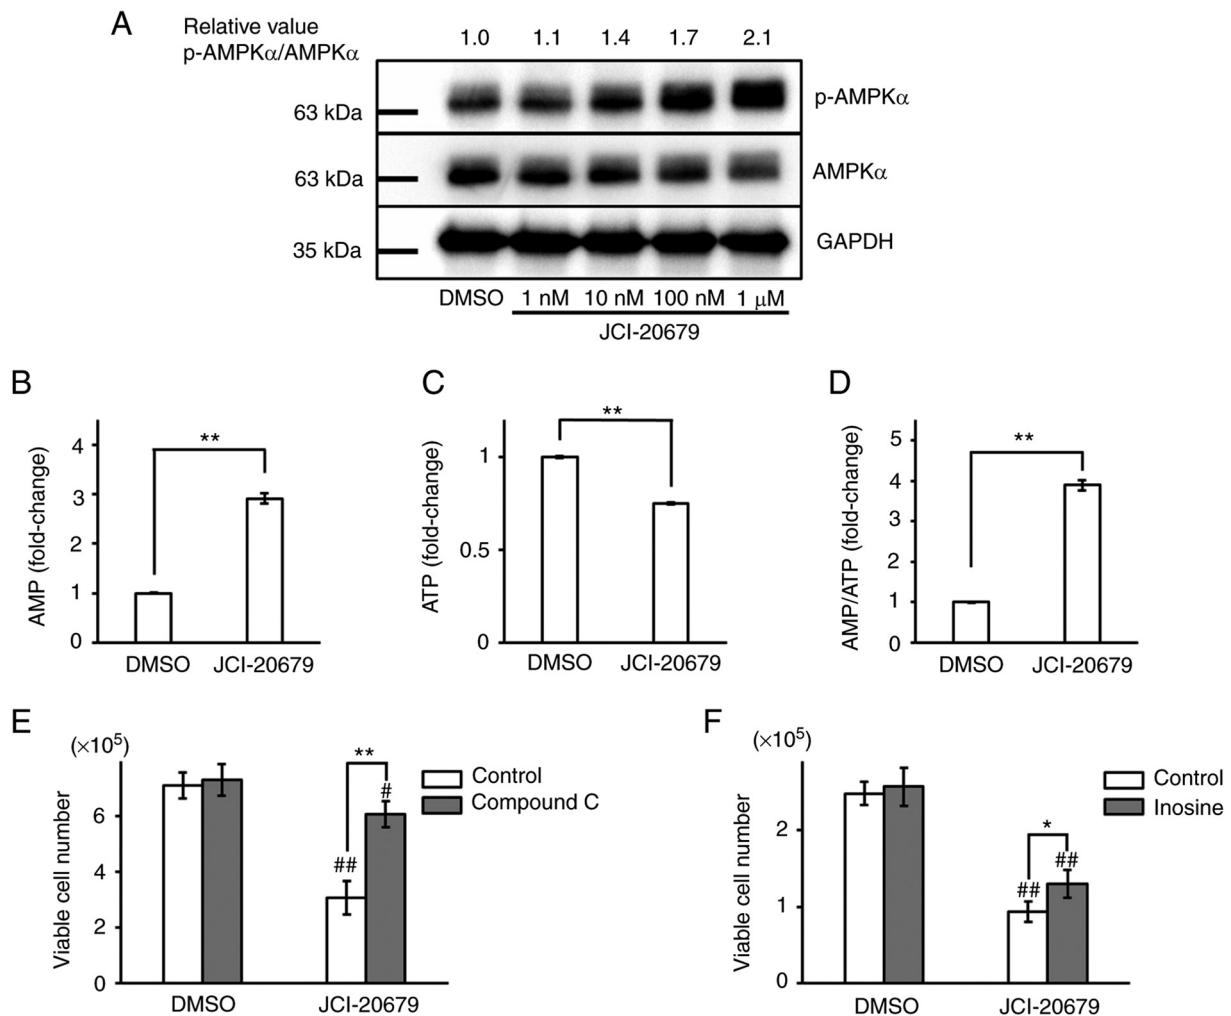 A
Relative value
p-AMPKα/AMPKα
1.0 1.1 1.4 1.7 2.1
63 kDa
p-AMPKα
63 kDa
AMPKα
35 kDa
GAPDH
DMSO 1 nM 10 nM 100 nM 1 μM
JCI-20679
B
AMP (fold-change)
4
3
2
1
0
**
DMSO JCI-20679
C
ATP (fold-change)
1
0.5
0
**
DMSO JCI-20679
D
AMP/ATP (fold-change)
5
4
3
2
1
0
**
DMSO JCI-20679
E
(×10⁵)
Viable cell number
6
4
2
0
**
#
##
Control
Compound C
DMSO JCI-20679
F
(×10⁵)
Viable cell number
2
1
0
*
##
##
Control
Inosine
DMSO JCI-20679